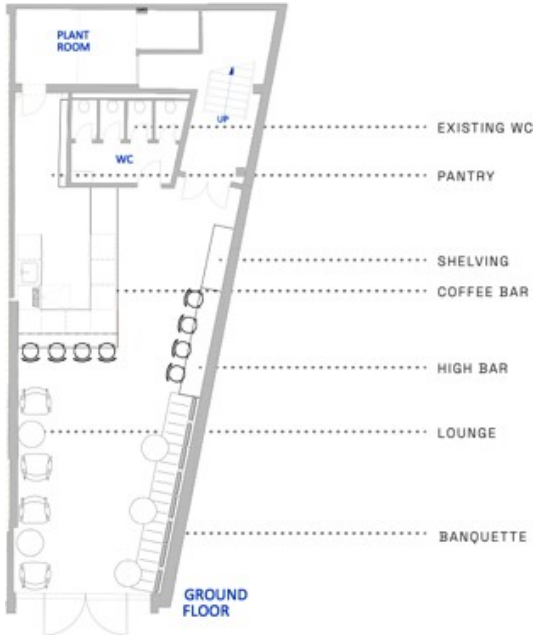 PLANT
ROOM
UP
EXISTING WC
WC
PANTRY
SHELVING
COFFEE BAR
HIGH BAR
LOUNGE
BANQUETTE
GROUND
FLOOR